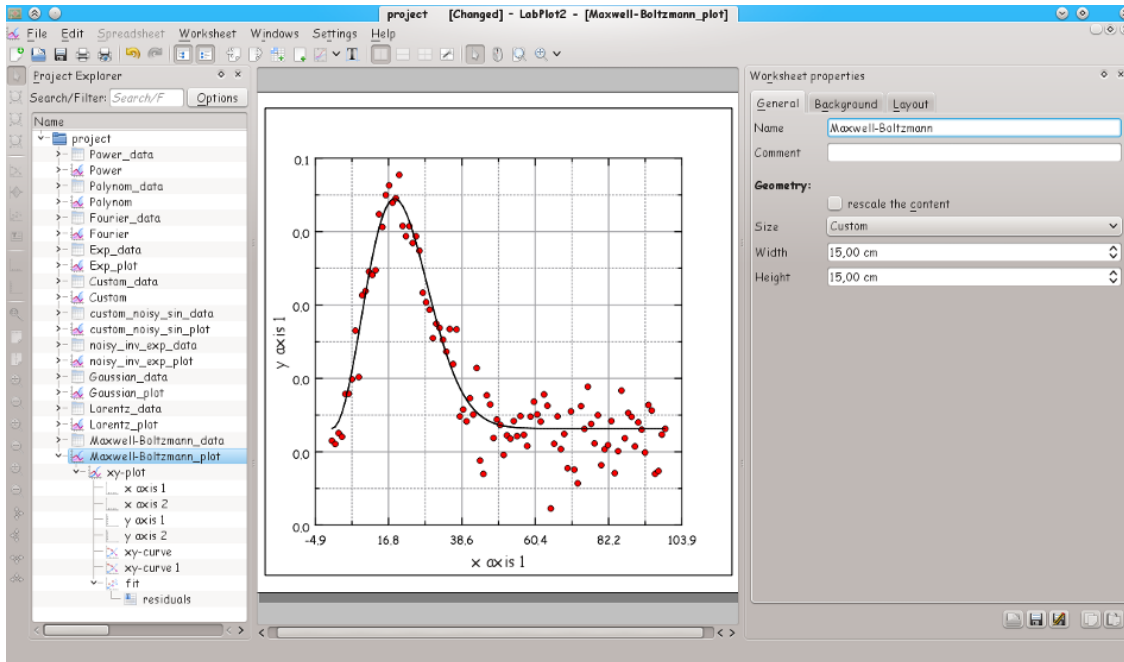 project [Changed] - LabPlot2 - [Maxwell-Boltzmann_plot]
File Edit Spreadsheet Worksheet Windows Settings Help
T
Project Explorer
Search/Filter: Search/F Options
Name
project
Power_data
Power
Polynom_data
Polynom
Fourier_data
Fourier
Exp_data
Exp_plot
Custom_data
Custom
custom_noisy_sin_data
custom_noisy_sin_plot
noisy_inv_exp_data
noisy_inv_exp_plot
Gaussian_data
Gaussian_plot
Lorentz_data
Lorentz_plot
Maxwell-Boltzmann_data
Maxwell-Boltzmann_plot
xy-plot
x axis 1
x axis 2
y axis 1
y axis 2
xy-curve
xy-curve 1
fit
residuals
0,1
0,0
0,0
0,0
0,0
0,0
y axis 1
-4,9 16,8 38,6 60,4 82,2 103,9
x axis 1
Worksheet properties
General Background Layout
Name Maxwell-Boltzmann
Comment
Geometry:
rescale the content
Size Custom
Width 15,00 cm
Height 15,00 cm